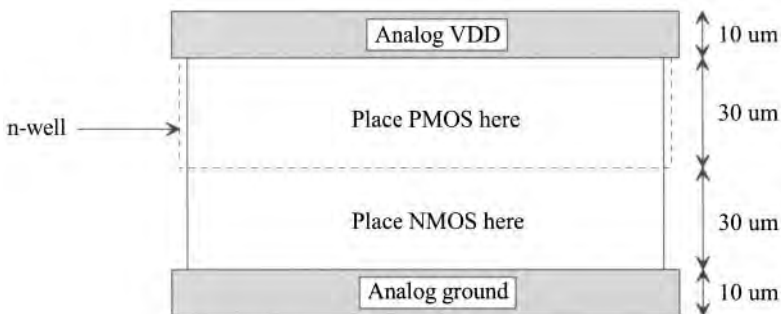 Analog VDD
10 um
n-well
Place PMOS here
30 um
Place NMOS here
30 um
Analog ground
10 um